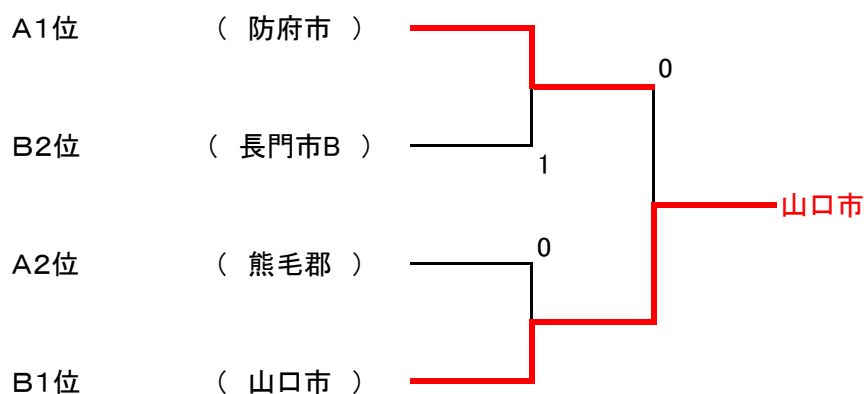 A1位 ( 防府市 )
0
B2位 ( 長門市B )
1
山口市
A2位 ( 熊毛郡 )
0
B1位 ( 山口市 )